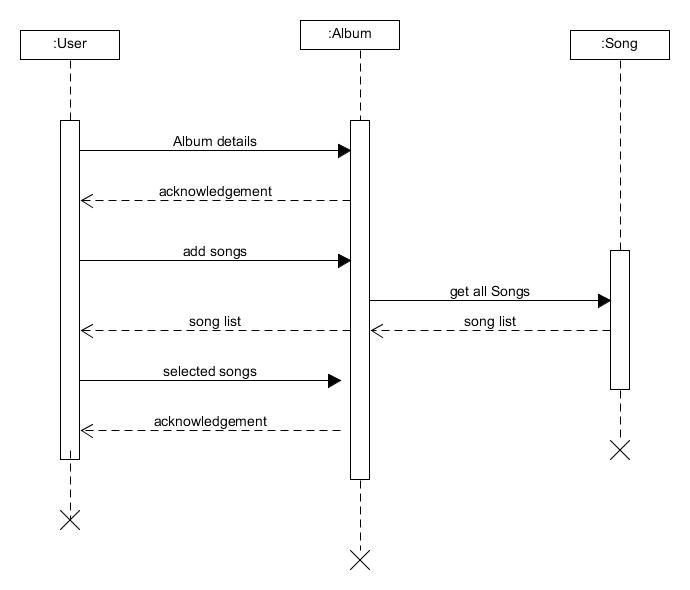 :User
:Album
:Song
Album details
acknowledgement
add songs
get all Songs
song list
song list
selected songs
acknowledgement